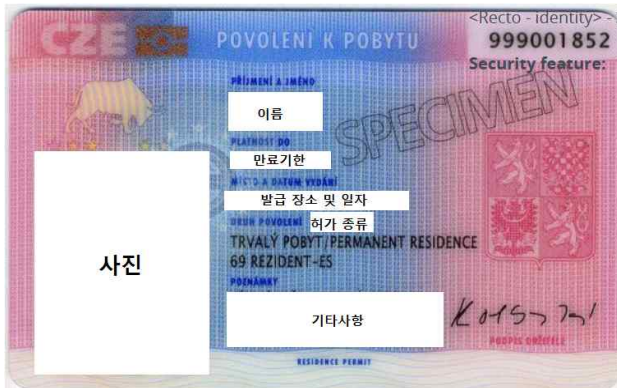 <Recto - identity> -
CZE POVOLENÍ K POBYTU 999001852
Security feature:
PŘÍJMENÍ A JMÉNO
이름
SPECIMEN
PLATNOST DO
만료기한
MÍSTO A DATUM VYDÁNÍ
발급 장소 및 일자
DRUH POVOLENÍ 허가 종류
TRVALÝ POBYT/PERMANENT RESIDENCE
69 REZIDENT-ES
사진
POZNÁMKY
기타사항
PODPIS DRŽITELE
RESIDENCE PERMIT